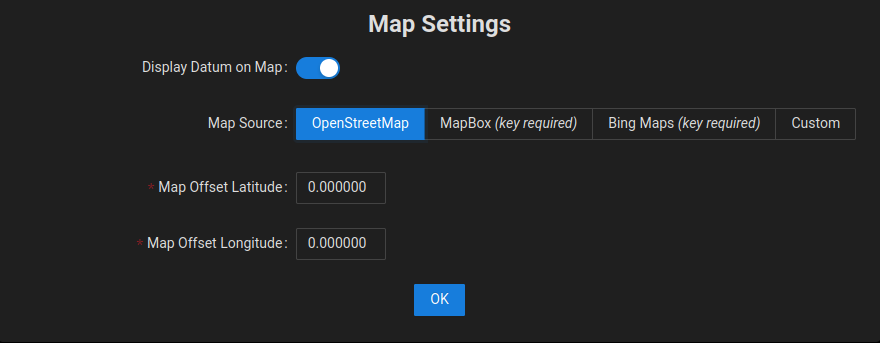 Map Settings
Display Datum on Map:
Map Source: OpenStreetMap MapBox (key required) Bing Maps (key required) Custom
* Map Offset Latitude: 0.000000
* Map Offset Longitude: 0.000000
OK